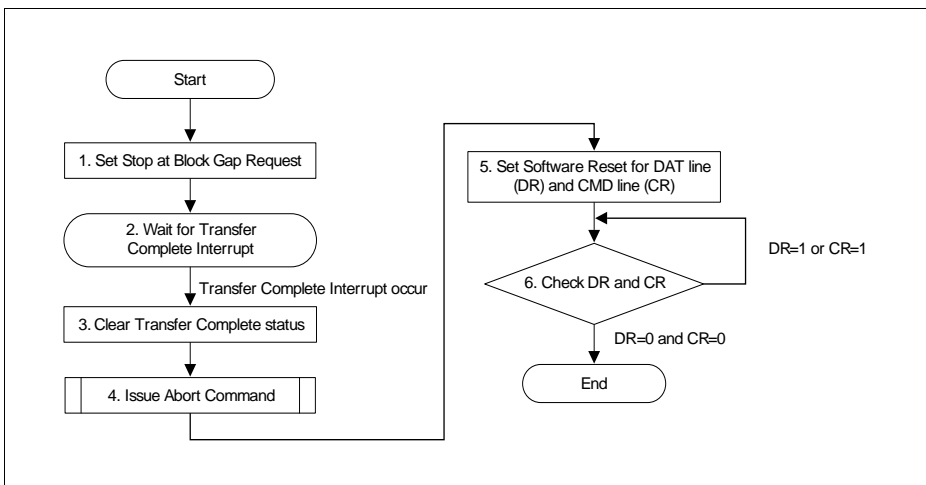 Start
1. Set Stop at Block Gap Request
2. Wait for Transfer
Complete Interrupt
Transfer Complete Interrupt occur
3. Clear Transfer Complete status
4. Issue Abort Command
5. Set Software Reset for DAT line
(DR) and CMD line (CR)
DR=1 or CR=1
6. Check DR and CR
DR=0 and CR=0
End